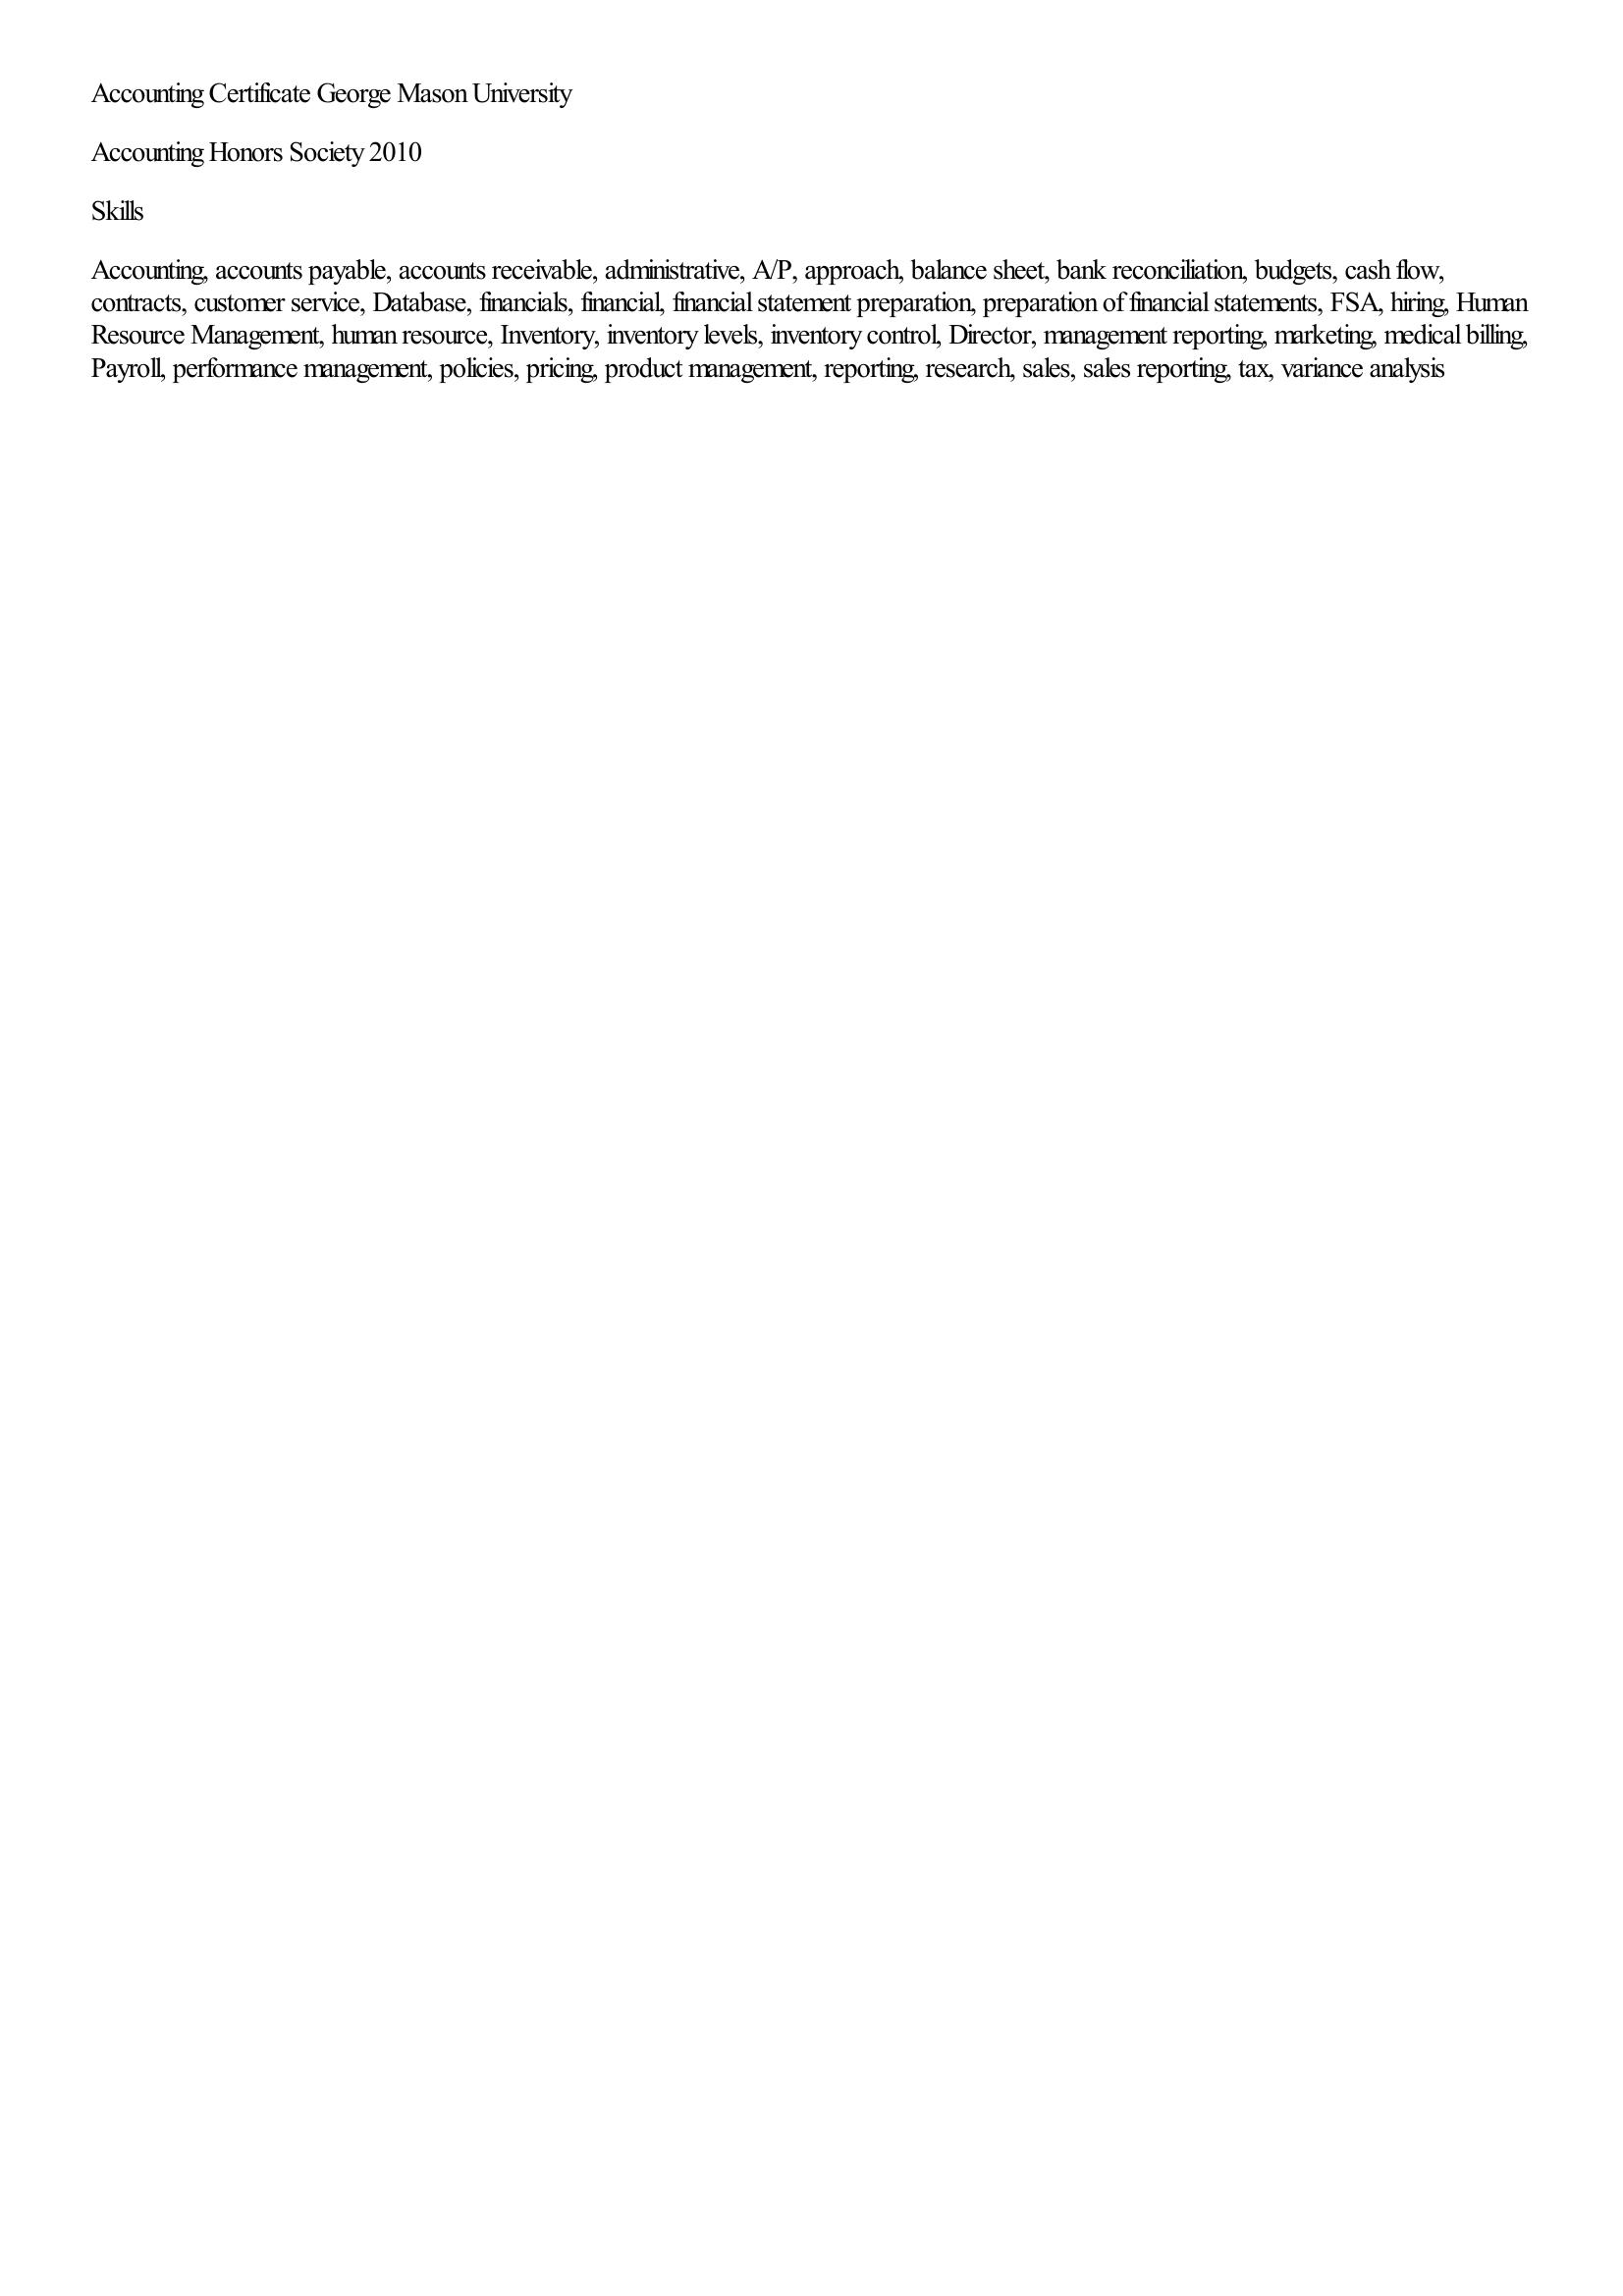 Accounting Certificate George Mason University
Accounting Honors Society 2010
Skills
Accounting, accounts payable, accounts receivable, administrative, A/P, approach, balance sheet, bank reconciliation, budgets, cash flow,
contracts, customer service, Database, financials, financial, financial statement preparation, preparation of financial statements, FSA, hiring, Human
Resource Management, human resource, Inventory, inventory levels, inventory control, Director, management reporting, marketing, medical billing,
Payroll, performance management, policies, pricing, product management, reporting, research, sales, sales reporting, tax, variance analysis